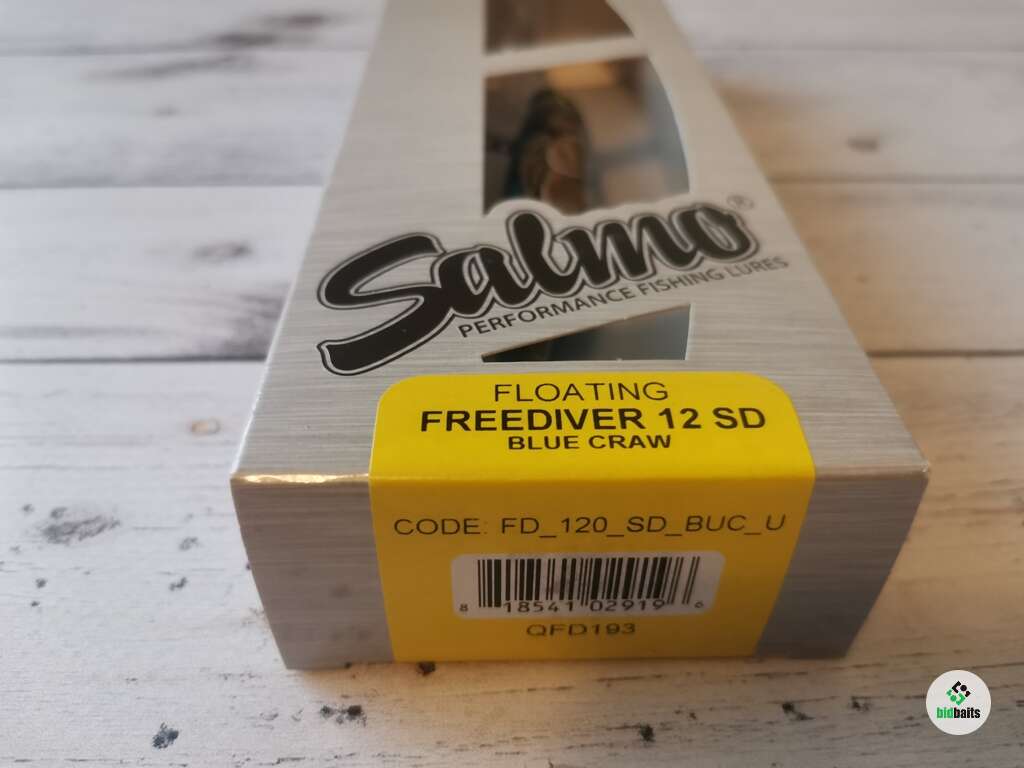 Salmo®
PERFORMANCE FISHING LURES
FLOATING
FREEDIVER 12 SD
BLUE CRAW
CODE: FD_120_SD_BUC_U
8 18541 02919 6
QFD193
bidbaits